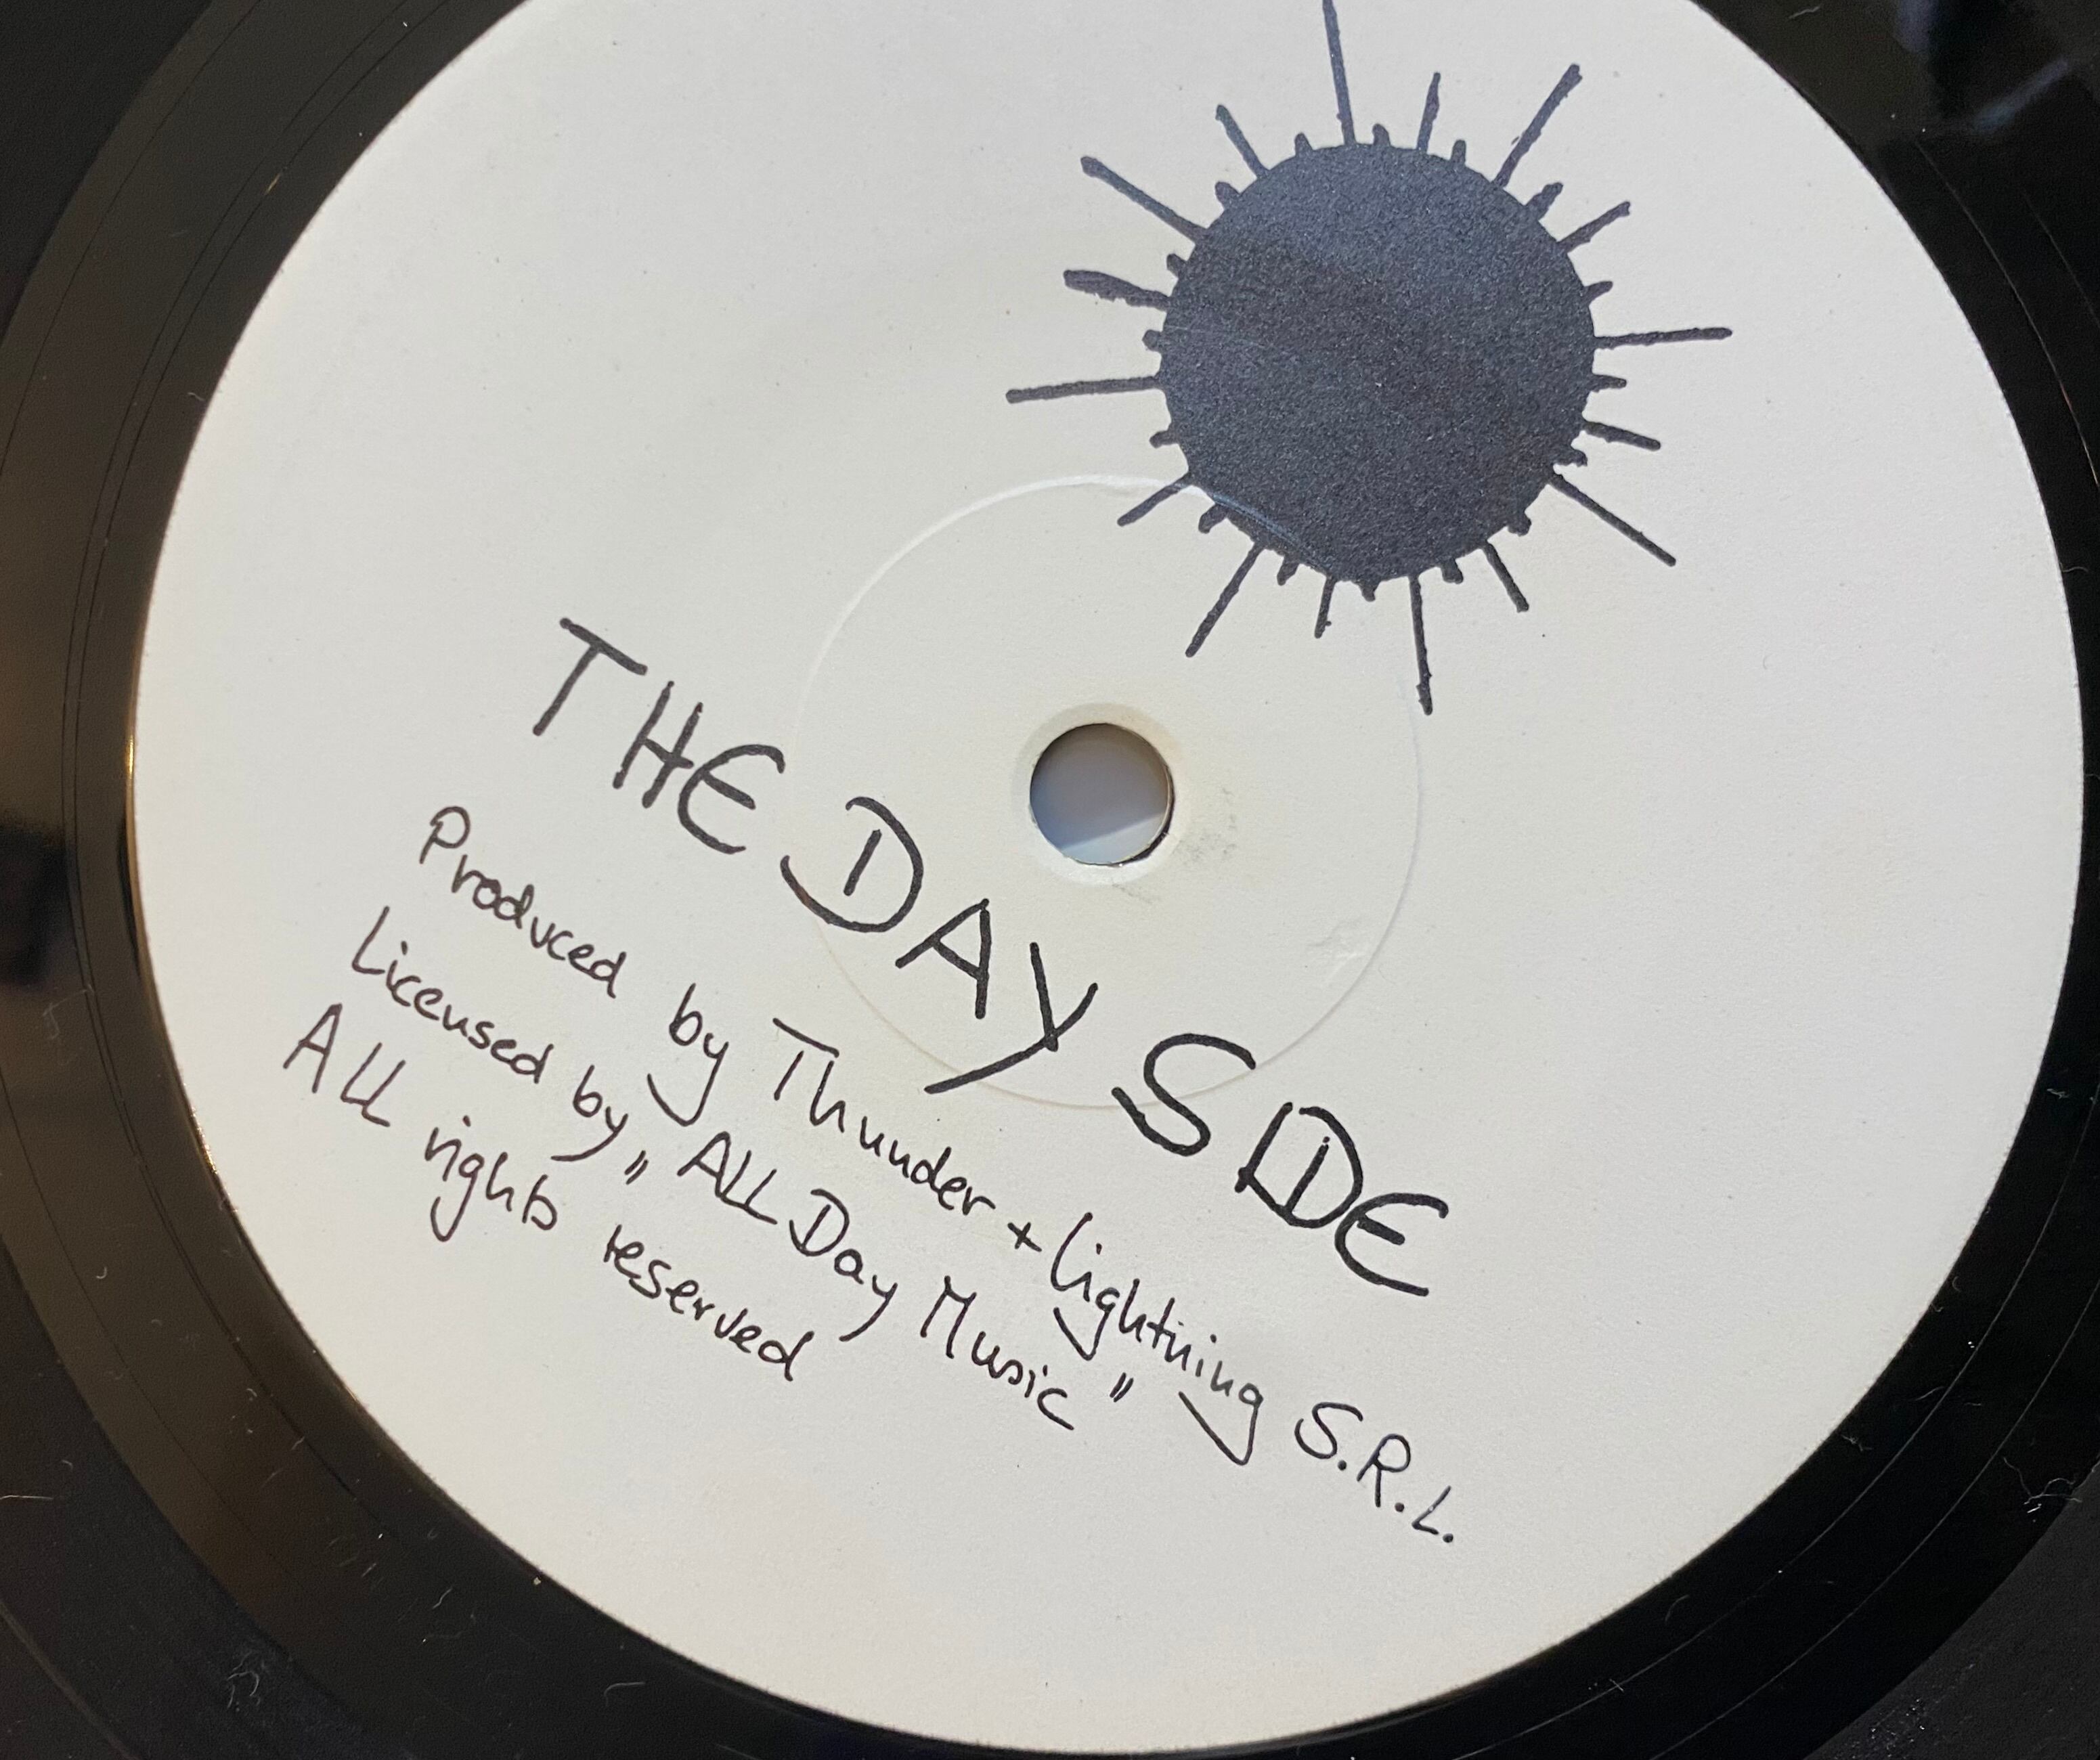 THE DAY SIDE
Produced by Thunder + Lightning S.R.L.
Licensed by „ALL Day Music"
ALL rights reserved